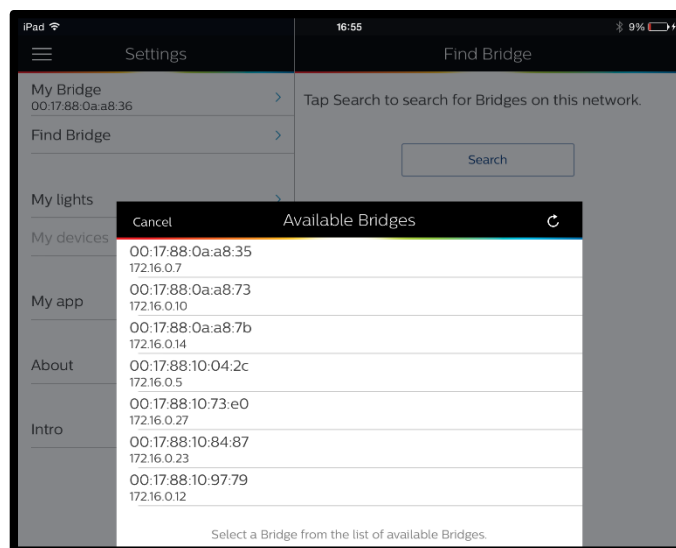 iPad 16:55 9%
Settings
Find Bridge
My Bridge
00:17:88:0a:a8:36
Find Bridge
My lights
My devices
My app
About
Intro
Tap Search to search for Bridges on this network.
Search
Cancel Available Bridges
00:17:88:0a:a8:35
172.16.0.7
00:17:88:0a:a8:73
172.16.0.10
00:17:88:0a:a8:7b
172.16.0.14
00:17:88:10:04:2c
172.16.0.5
00:17:88:10:73:e0
172.16.0.27
00:17:88:10:84:87
172.16.0.23
00:17:88:10:97:79
172.16.0.12
Select a Bridge from the list of available Bridges.